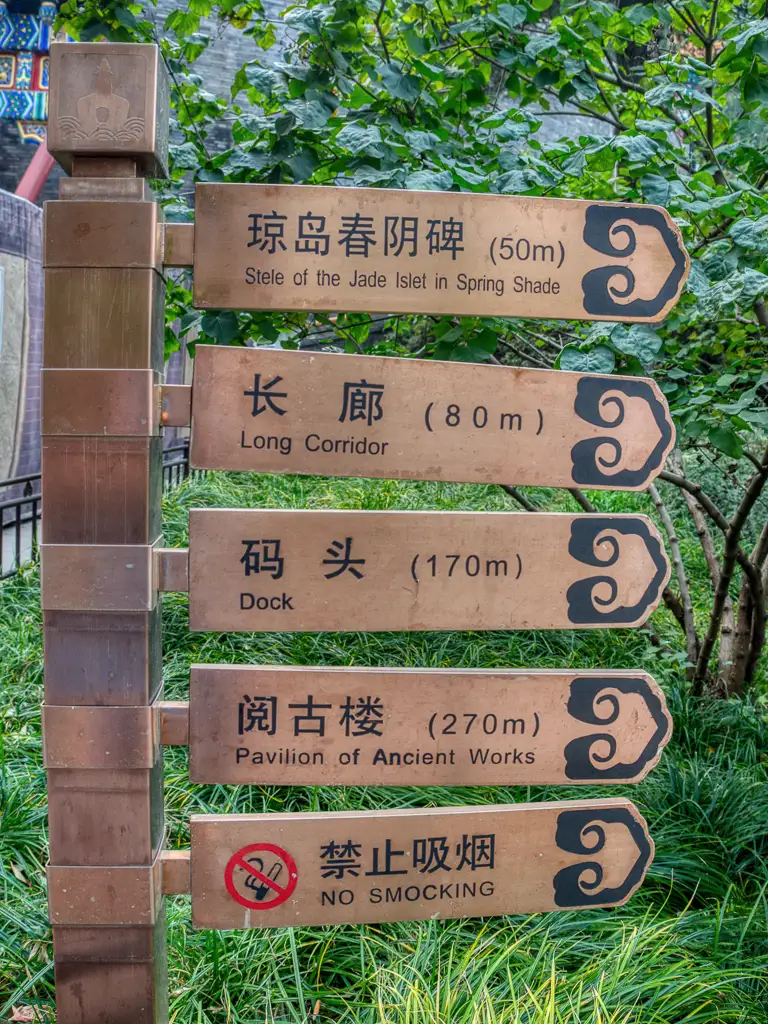 琼岛春阴碑 (50m)
Stele of the Jade Islet in Spring Shade
长廊 (80m)
Long Corridor
码头 (170m)
Dock
阅古楼 (270m)
Pavilion of Ancient Works
禁止吸烟
NO SMOCKING